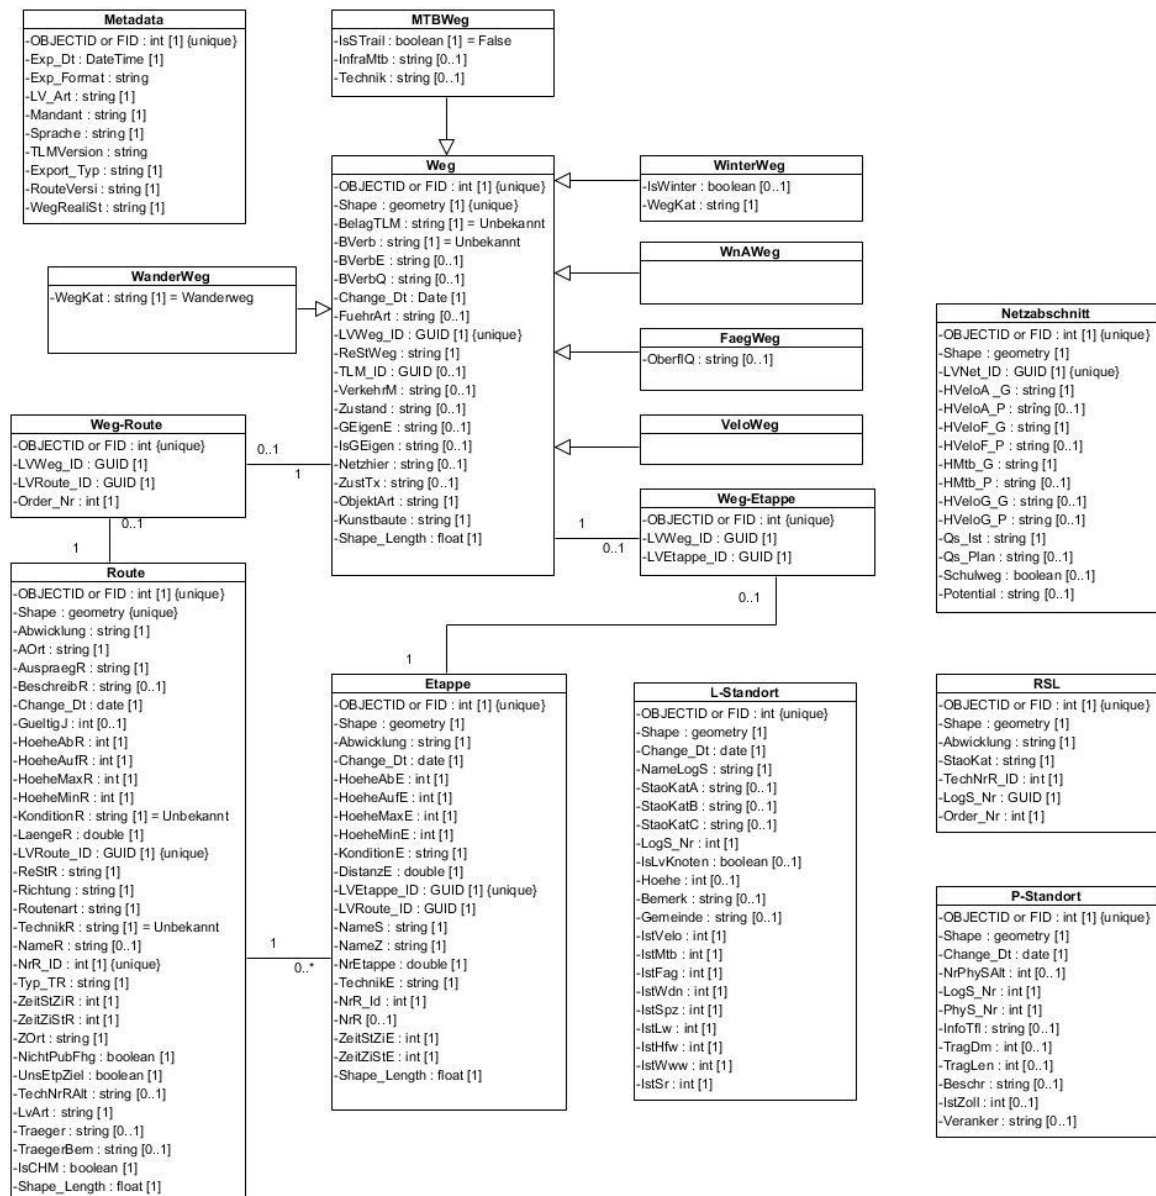 Metadata
-OBJECTID or FID : int [1] {unique}
-Exp_Dt : DateTime [1]
-Exp_Format : string
-LV_Art : string [1]
-Mandant : string [1]
-Sprache : string [1]
-TLMVersion : string
-Export_Typ : string [1]
-RouteVersi : string [1]
-WegRealiSt : string [1]
MTBWeg
-IsSTrail : boolean [1] = False
-InfraMtb : string [0..1]
-Technik : string [0..1]
Weg
-OBJECTID or FID : int [1] {unique}
-Shape : geometry [1] {unique}
-BelagTLM : string [1] = Unbekannt
-BVerb : string [1] = Unbekannt
-BVerbE : string [0..1]
-BVerbQ : string [0..1]
-Change_Dt : Date [1]
-FuehrArt : string [0..1]
-LVWeg_ID : GUID [1] {unique}
-ReStWeg : string [1]
-TLM_ID : GUID [0..1]
-VerkehrM : string [0..1]
-Zustand : string [0..1]
-GEigenE : string [0..1]
-IsGEigen : string [0..1]
-Netzhier : string [0..1]
-ZustTx : string [0..1]
-ObjektArt : string [1]
-Kunstbaute : string [1]
-Shape_Length : float [1]
WinterWeg
-IsWinter : boolean [0..1]
-WegKat : string [1]
WnAWeg
FaegWeg
-OberflQ : string [0..1]
VeloWeg
WanderWeg
-WegKat : string [1] = Wanderweg
Weg-Route
-OBJECTID or FID : int {unique}
-LVWeg_ID : GUID [1]
-LVRoute_ID : GUID [1]
-Order_Nr : int [1]
0..1
1
0..1
1
Weg-Etappe
-OBJECTID or FID : int {unique}
-LVWeg_ID : GUID [1]
-LVEtappe_ID : GUID [1]
1
0..1
0..1
1
Netzabschnitt
-OBJECTID or FID : int [1] {unique}
-Shape : geometry [1]
-LVNet_ID : GUID [1] {unique}
-HVeloA _G : string [1]
-HVeloA_P : strîng [0..1]
-HVeloF_G : string [1]
-HVeloF_P : string [0..1]
-HMtb_G : string [1]
-HMtb_P : string [0..1]
-HVeloG_G : string [0..1]
-HVeloG_P : string [0..1]
-Qs_Ist : string [1]
-Qs_Plan : string [0..1]
-Schulweg : boolean [0..1]
-Potential : string [0..1]
Route
-OBJECTID or FID : int [1] {unique}
-Shape : geometry {unique}
-Abwicklung : string [1]
-AOrt : string [1]
-AuspraegR : string [1]
-BeschreibR : string [0..1]
-Change_Dt : date [1]
-GueltigJ : int [0..1]
-HoeheAbR : int [1]
-HoeheAufR : int [1]
-HoeheMaxR : int [1]
-HoeheMinR : int [1]
-KonditionR : string [1] = Unbekannt
-LaengeR : double [1]
-LVRoute_ID : GUID [1] {unique}
-ReStR : string [1]
-Richtung : string [1]
-Routenart : string [1]
-TechnikR : string [1] = Unbekannt
-NameR : string [0..1]
-NrR_ID : int [1] {unique}
-Typ_TR : string [1]
-ZeitStZiR : int [1]
-ZeitZiStR : int [1]
-ZOrt : string [1]
-NichtPubFhg : boolean [1]
-UnsEtpZiel : boolean [1]
-TechNrRAlt : string [0..1]
-LvArt : string [1]
-Traeger : string [0..1]
-TraegerBem : string [0..1]
-IsCHM : boolean [1]
-Shape_Length : float [1]
1
0..*
Etappe
-OBJECTID or FID : int [1] {unique}
-Shape : geometry [1]
-Abwicklung : string [1]
-Change_Dt : date [1]
-HoeheAbE : int [1]
-HoeheAufE : int [1]
-HoeheMaxE : int [1]
-HoeheMinE : int [1]
-KonditionE : string [1]
-DistanzE : double [1]
-LVEtappe_ID : GUID [1] {unique}
-LVRoute_ID : GUID [1]
-NameS : string [1]
-NameZ : string [1]
-NrEtappe : double [1]
-TechnikE : string [1]
-NrR_Id : int [1]
-NrR [0..1]
-ZeitStZiE : int [1]
-ZeitZiStE : int [1]
-Shape_Length : float [1]
L-Standort
-OBJECTID or FID : int {unique}
-Shape : geometry [1]
-Change_Dt : date [1]
-NameLogS : string [1]
-StaoKatA : string [0..1]
-StaoKatB : string [0..1]
-StaoKatC : string [0..1]
-LogS_Nr : int [1]
-IsLvKnoten : boolean [0..1]
-Hoehe : int [0..1]
-Bemerk : string [0..1]
-Gemeinde : string [0..1]
-IstVelo : int [1]
-IstMtb : int [1]
-IstFag : int [1]
-IstWdn : int [1]
-IstSpz : int [1]
-IstLw : int [1]
-IstHfw : int [1]
-IstWww : int [1]
-IstSr : int [1]
RSL
-OBJECTID or FID : int [1] {unique}
-Shape : geometry [1]
-Abwicklung : string [1]
-StaoKat : string [1]
-TechNrR_ID : int [1]
-LogS_Nr : GUID [1]
-Order_Nr : int [1]
P-Standort
-OBJECTID or FID : int [1] {unique}
-Shape : geometry [1]
-Change_Dt : date [1]
-NrPhySAlt : int [0..1]
-LogS_Nr : int [1]
-PhyS_Nr : int [1]
-InfoTfl : string [0..1]
-TragDm : int [0..1]
-TragLen : int [0..1]
-Beschr : string [0..1]
-IstZoll : int [0..1]
-Veranker : string [0..1]